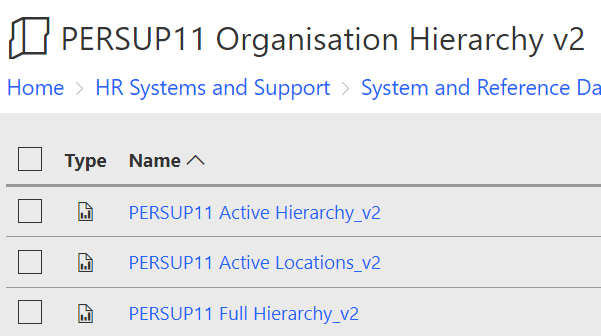 PERSUP11 Organisation Hierarchy v2
Home > HR Systems and Support > System and Reference Da
Type Name
PERSUP11 Active Hierarchy_v2
PERSUP11 Active Locations_v2
PERSUP11 Full Hierarchy_v2